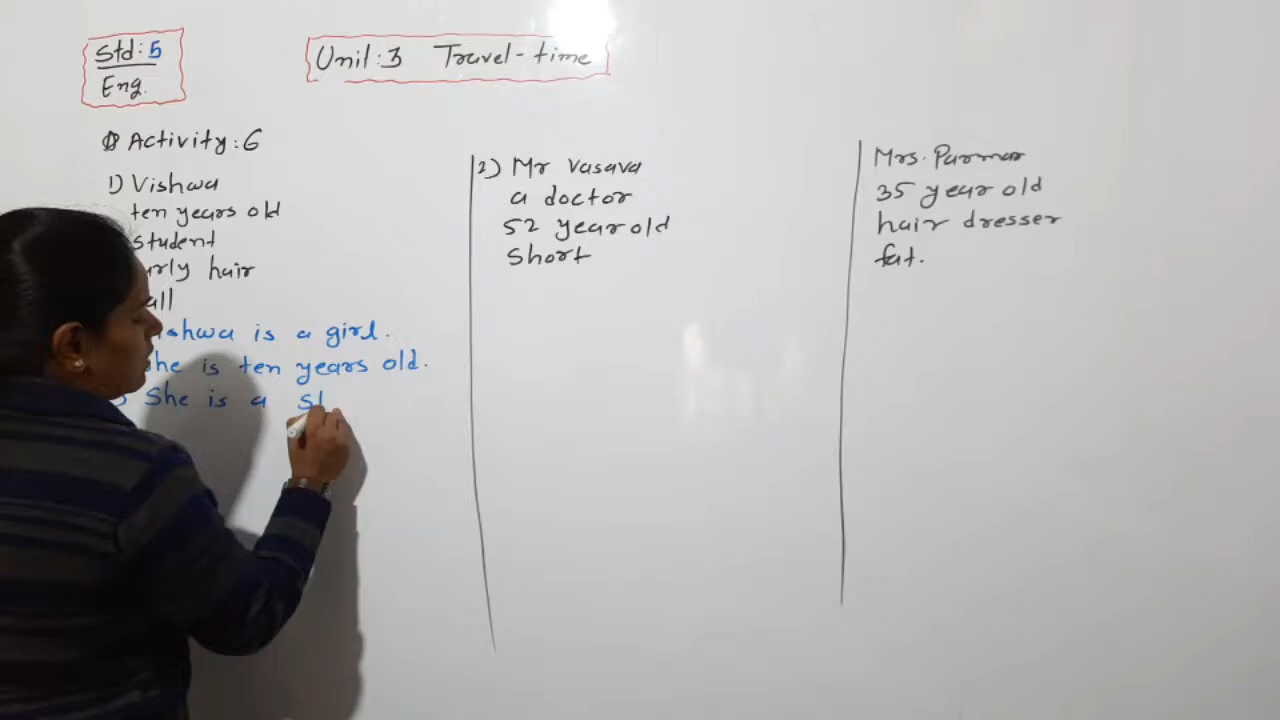 Std: 5
Eng.
Unit: 3 Travel-time
Activity: 6
1) Vishwa
ten years old
student
urly hair
all
ishwa is a girl.
he is ten years old.
) She is a
2) Mr Vasava
a doctor
52 year old
Short
Mrs. Parmar
35 year old
hair dresser
fat.